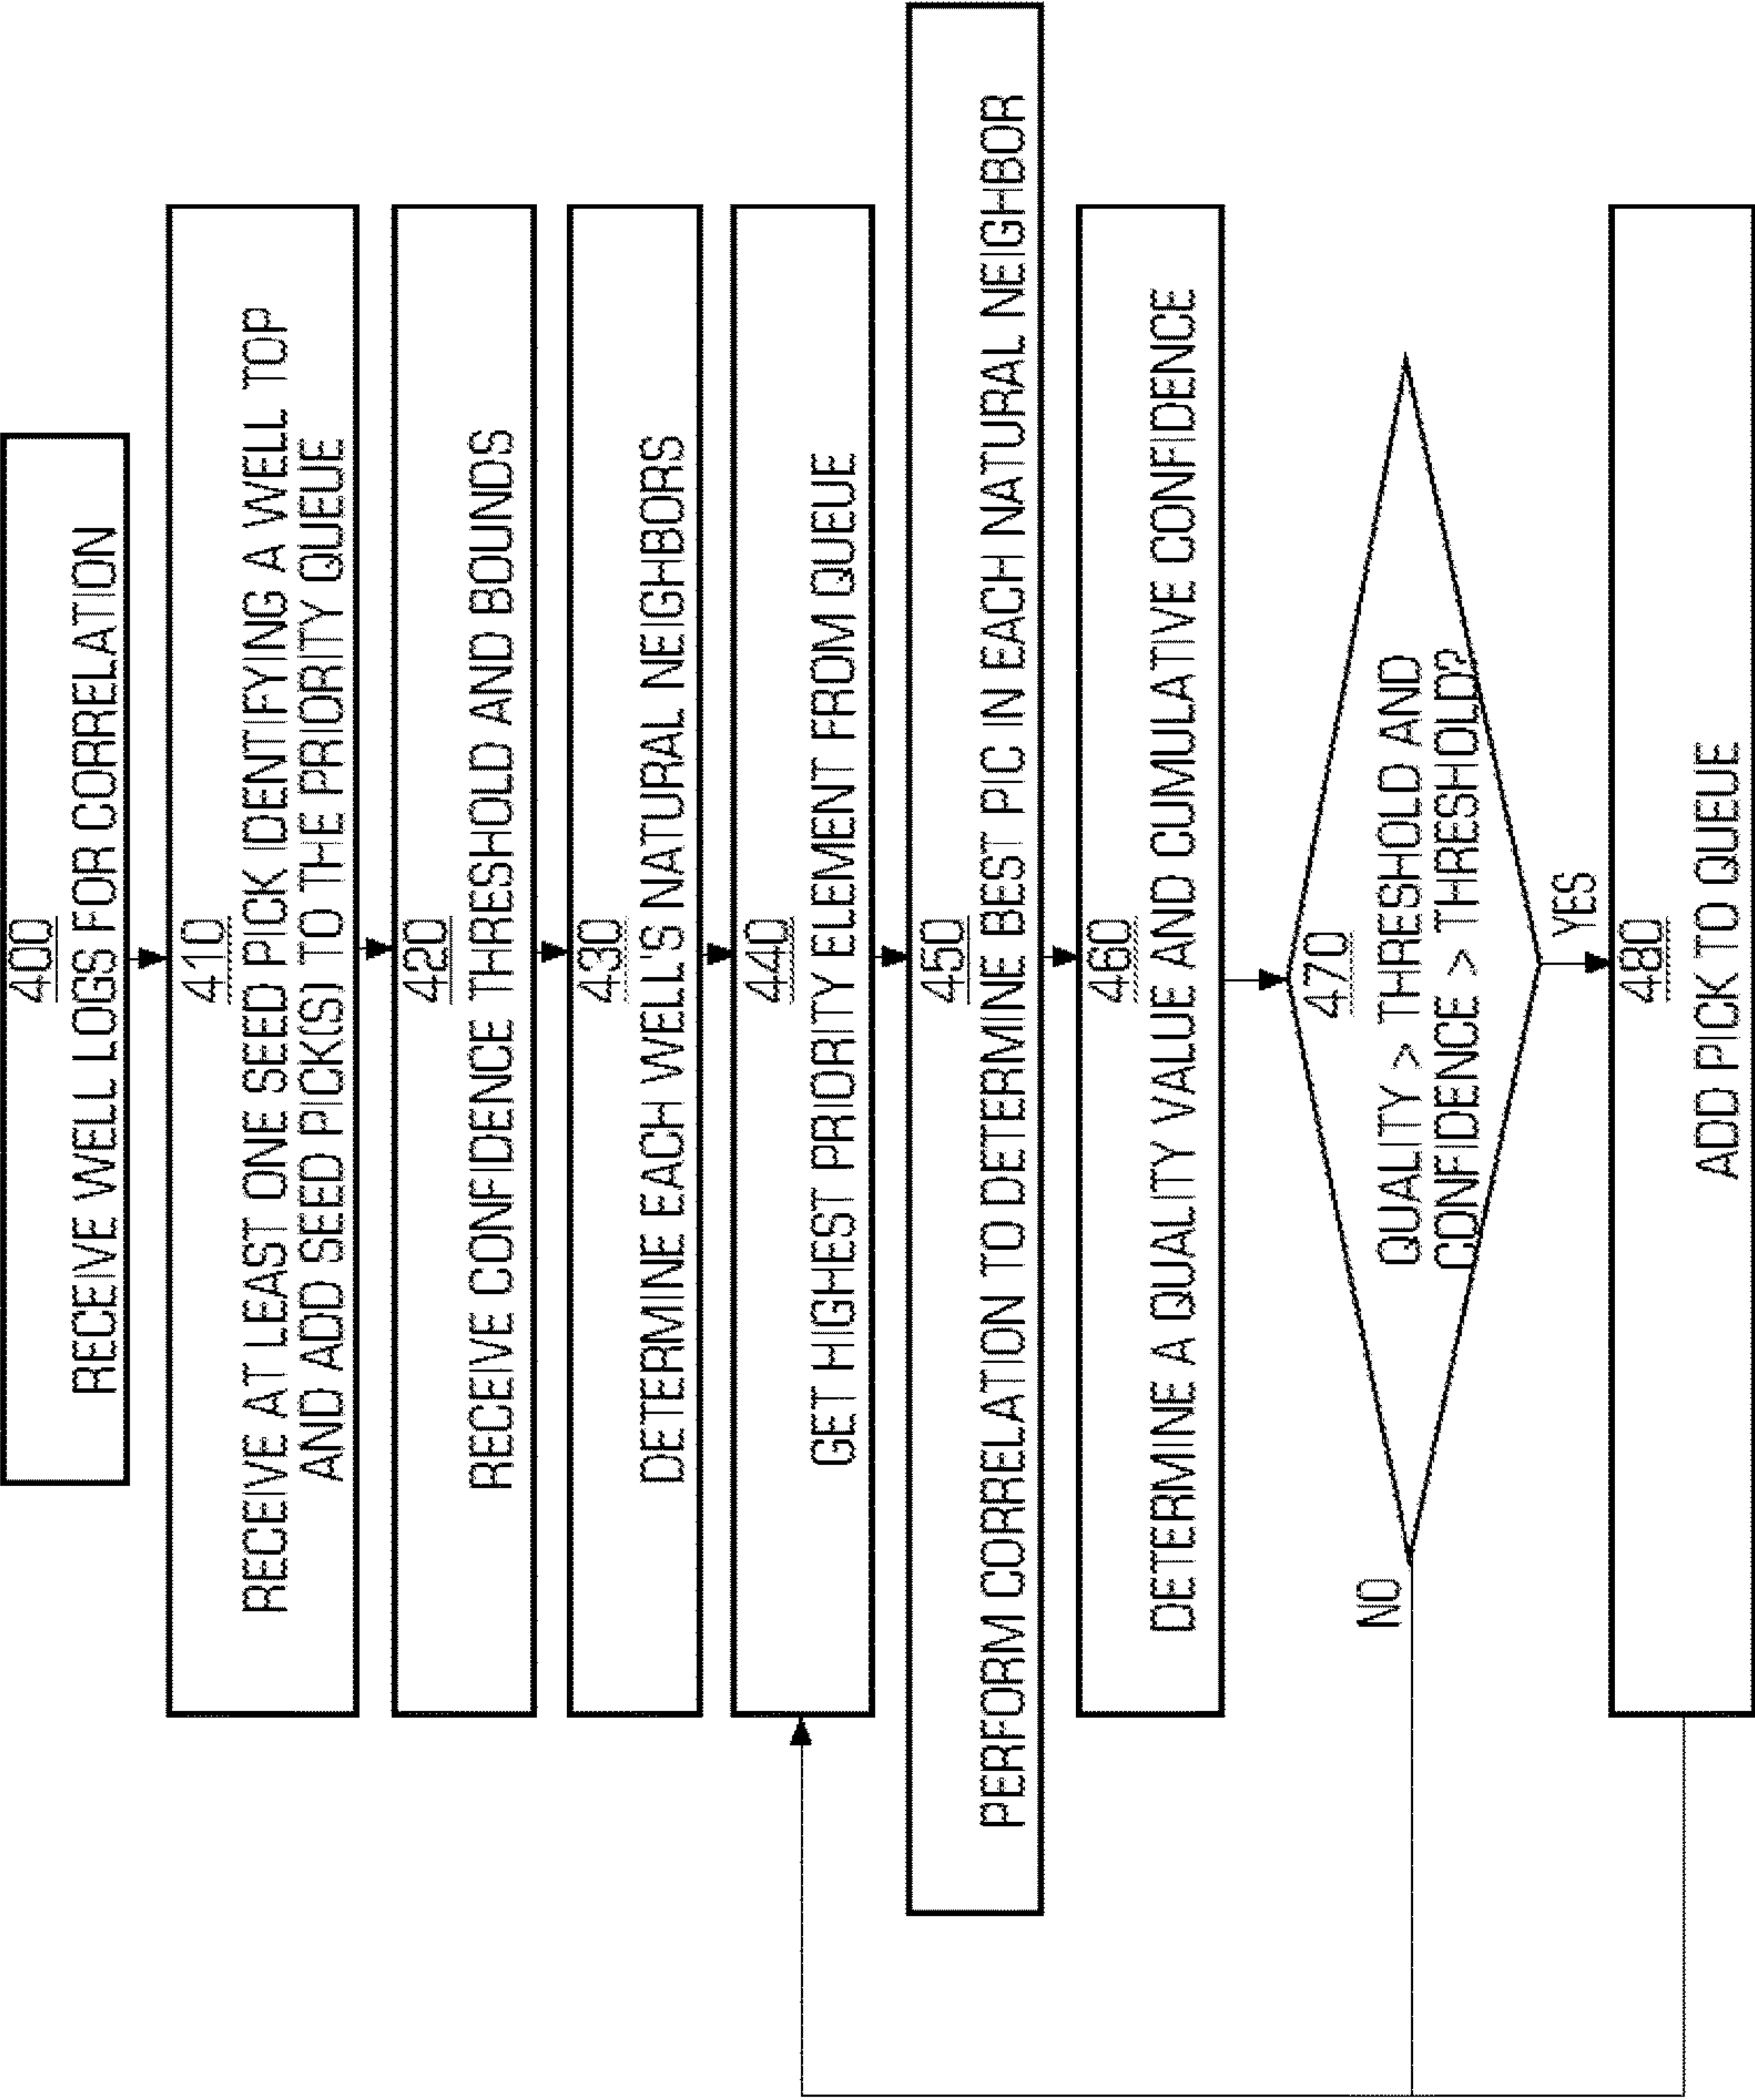 400
RECEIVE WELL LOGS FOR CORRELATION
410
RECEIVE AT LEAST ONE SEED PICK IDENTIFYING A WELL TOP
AND ADD SEED PICK(S) TO THE PRIORITY QUEUE
420
RECEIVE CONFIDENCE THRESHOLD AND BOUNDS
430
DETERMINE EACH WELL'S NATURAL NEIGHBORS
440
GET HIGHEST PRIORITY ELEMENT FROM QUEUE
450
PERFORM CORRELATION TO DETERMINE BEST PIC IN EACH NATURAL NEIGHBOR
460
DETERMINE A QUALITY VALUE AND CUMULATIVE CONFIDENCE
470
QUALITY > THRESHOLD AND
CONFIDENCE > THRESHOLD?
NO
YES
480
ADD PICK TO QUEUE